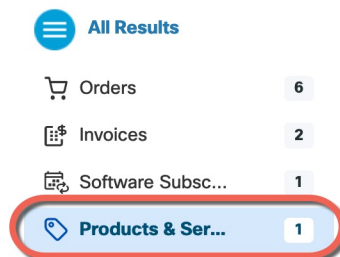 All Results
Orders 6
Invoices 2
Software Subsc... 1
Products & Ser... 1